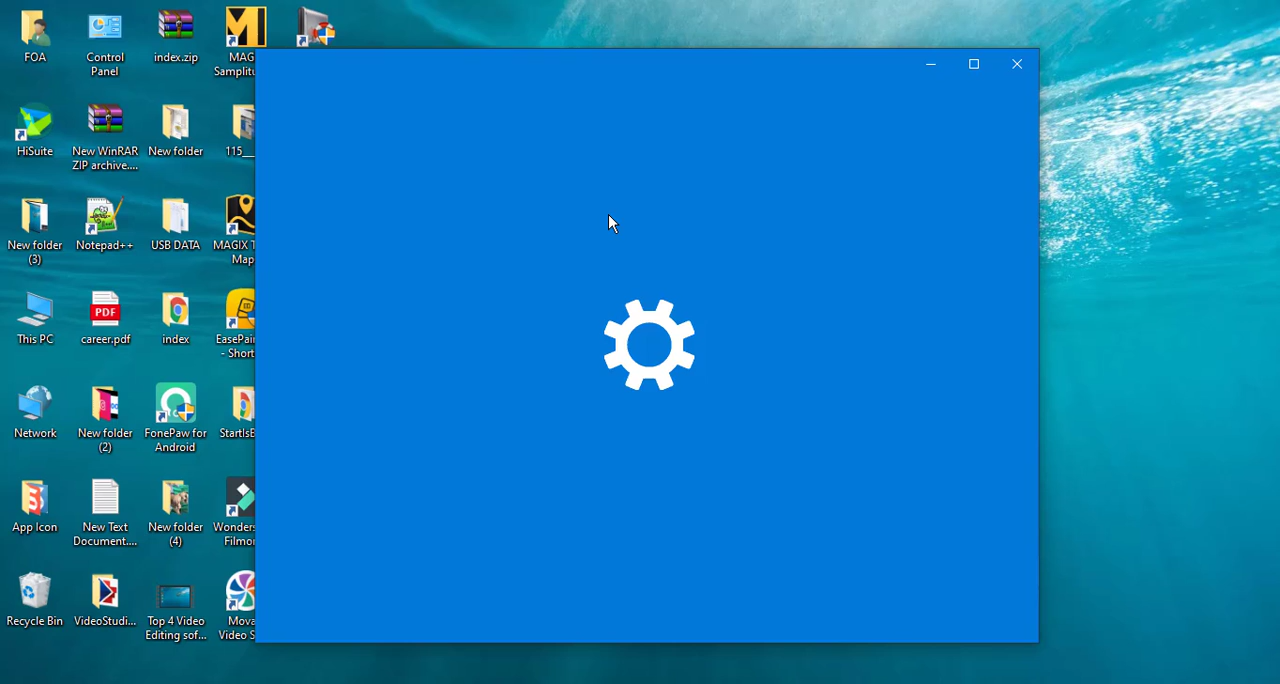 FOA
Control
Panel
index.zip
MAG
Samplitu
HiSuite
New WinRAR
ZIP archive....
New folder
115__
New folder
(3)
Notepad++
USB DATA
MAGIX T
Map
This PC
PDF
career.pdf
index
EasePai
- Short
Network
New folder
(2)
FonePaw for
Android
StartIsB
App Icon
New Text
Document....
New folder
(4)
Wonders
Filmor
Recycle Bin
VideoStudi...
Top 4 Video
Editing sof...
Mova
Video S